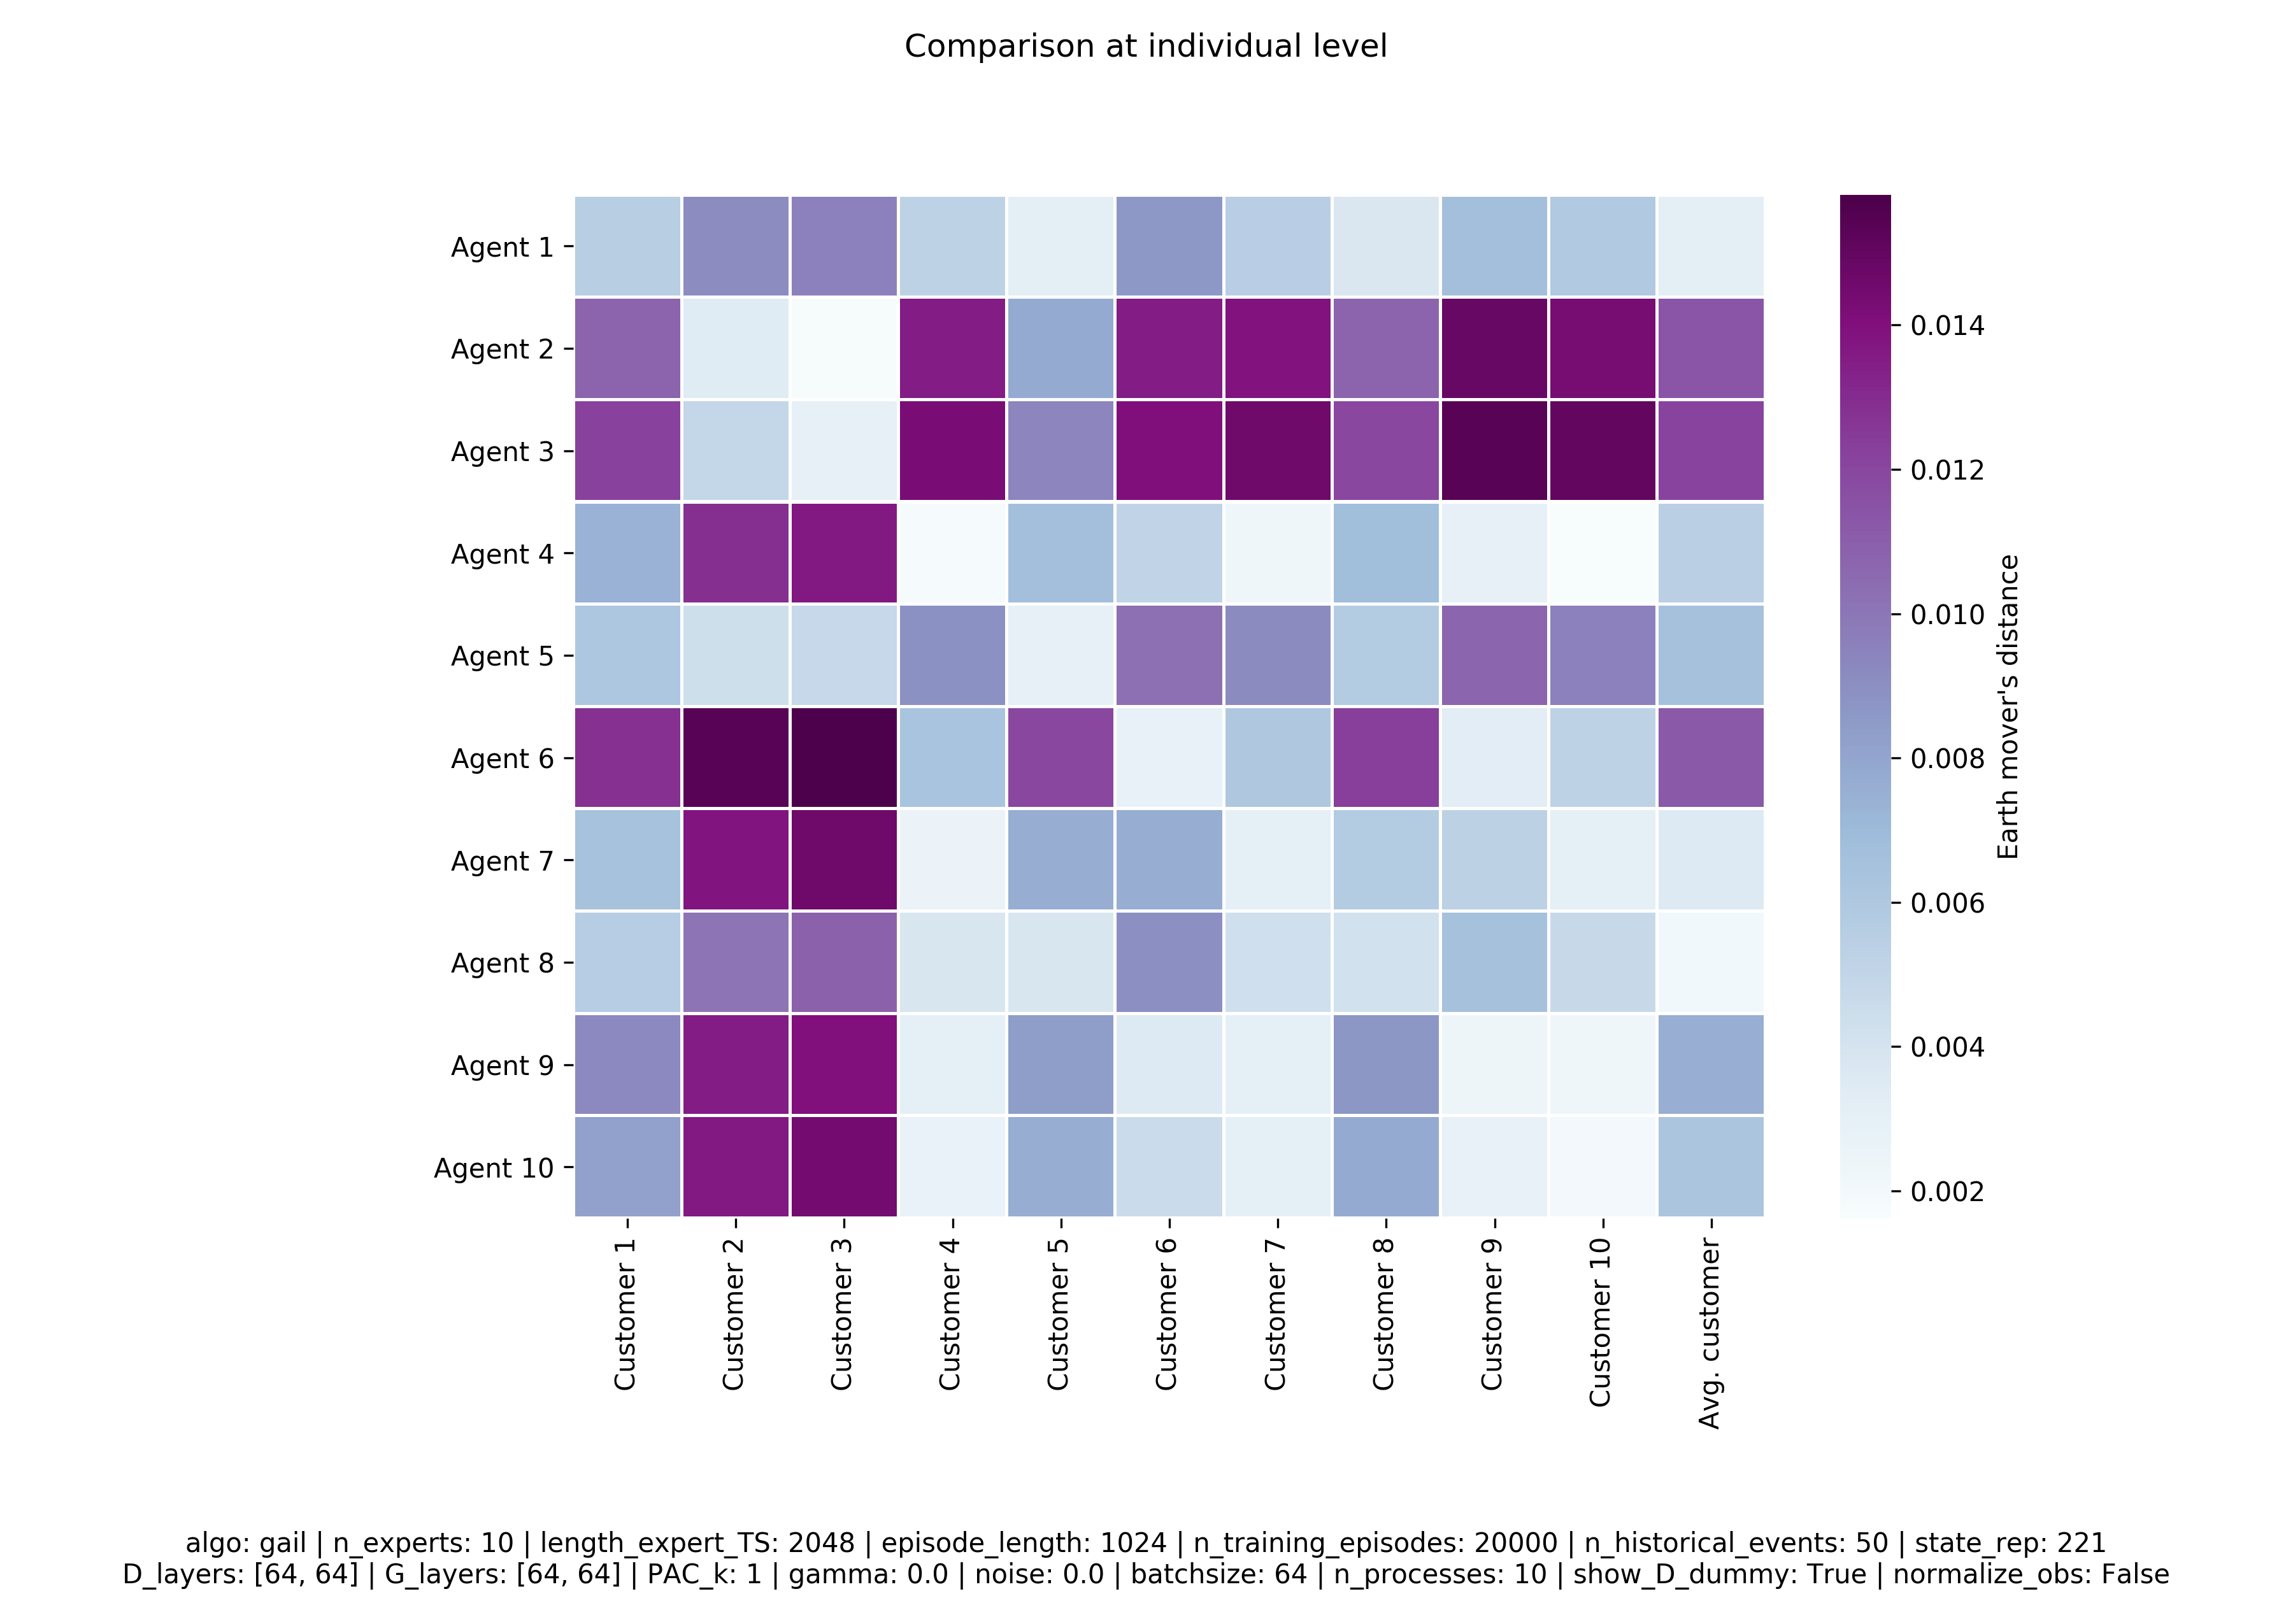 Comparison at individual level
Agent 1
Agent 2
Agent 3
Agent 4
Agent 5
Agent 6
Agent 7
Agent 8
Agent 9
Agent 10
Customer 1
Customer 2
Customer 3
Customer 4
Customer 5
Customer 6
Customer 7
Customer 8
Customer 9
Customer 10
Avg. customer
0.014
0.012
0.010
0.008
0.006
0.004
0.002
Earth mover's distance
algo: gail | n_experts: 10 | length_expert_TS: 2048 | episode_length: 1024 | n_training_episodes: 20000 | n_historical_events: 50 | state_rep: 221
D_layers: [64, 64] | G_layers: [64, 64] | PAC_k: 1 | gamma: 0.0 | noise: 0.0 | batchsize: 64 | n_processes: 10 | show_D_dummy: True | normalize_obs: False